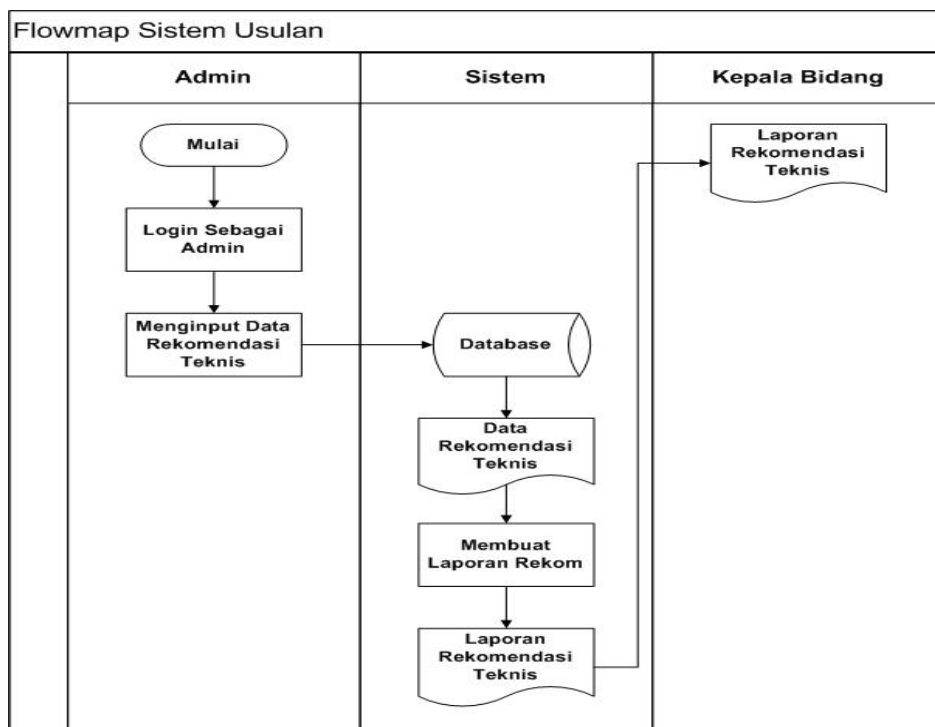 Flowmap Sistem Usulan
Admin
Sistem
Kepala Bidang
Mulai
Login Sebagai
Admin
Menginput Data
Rekomendasi
Teknis
Database
Data
Rekomendasi
Teknis
Membuat
Laporan Rekom
Laporan
Rekomendasi
Teknis
Laporan
Rekomendasi
Teknis